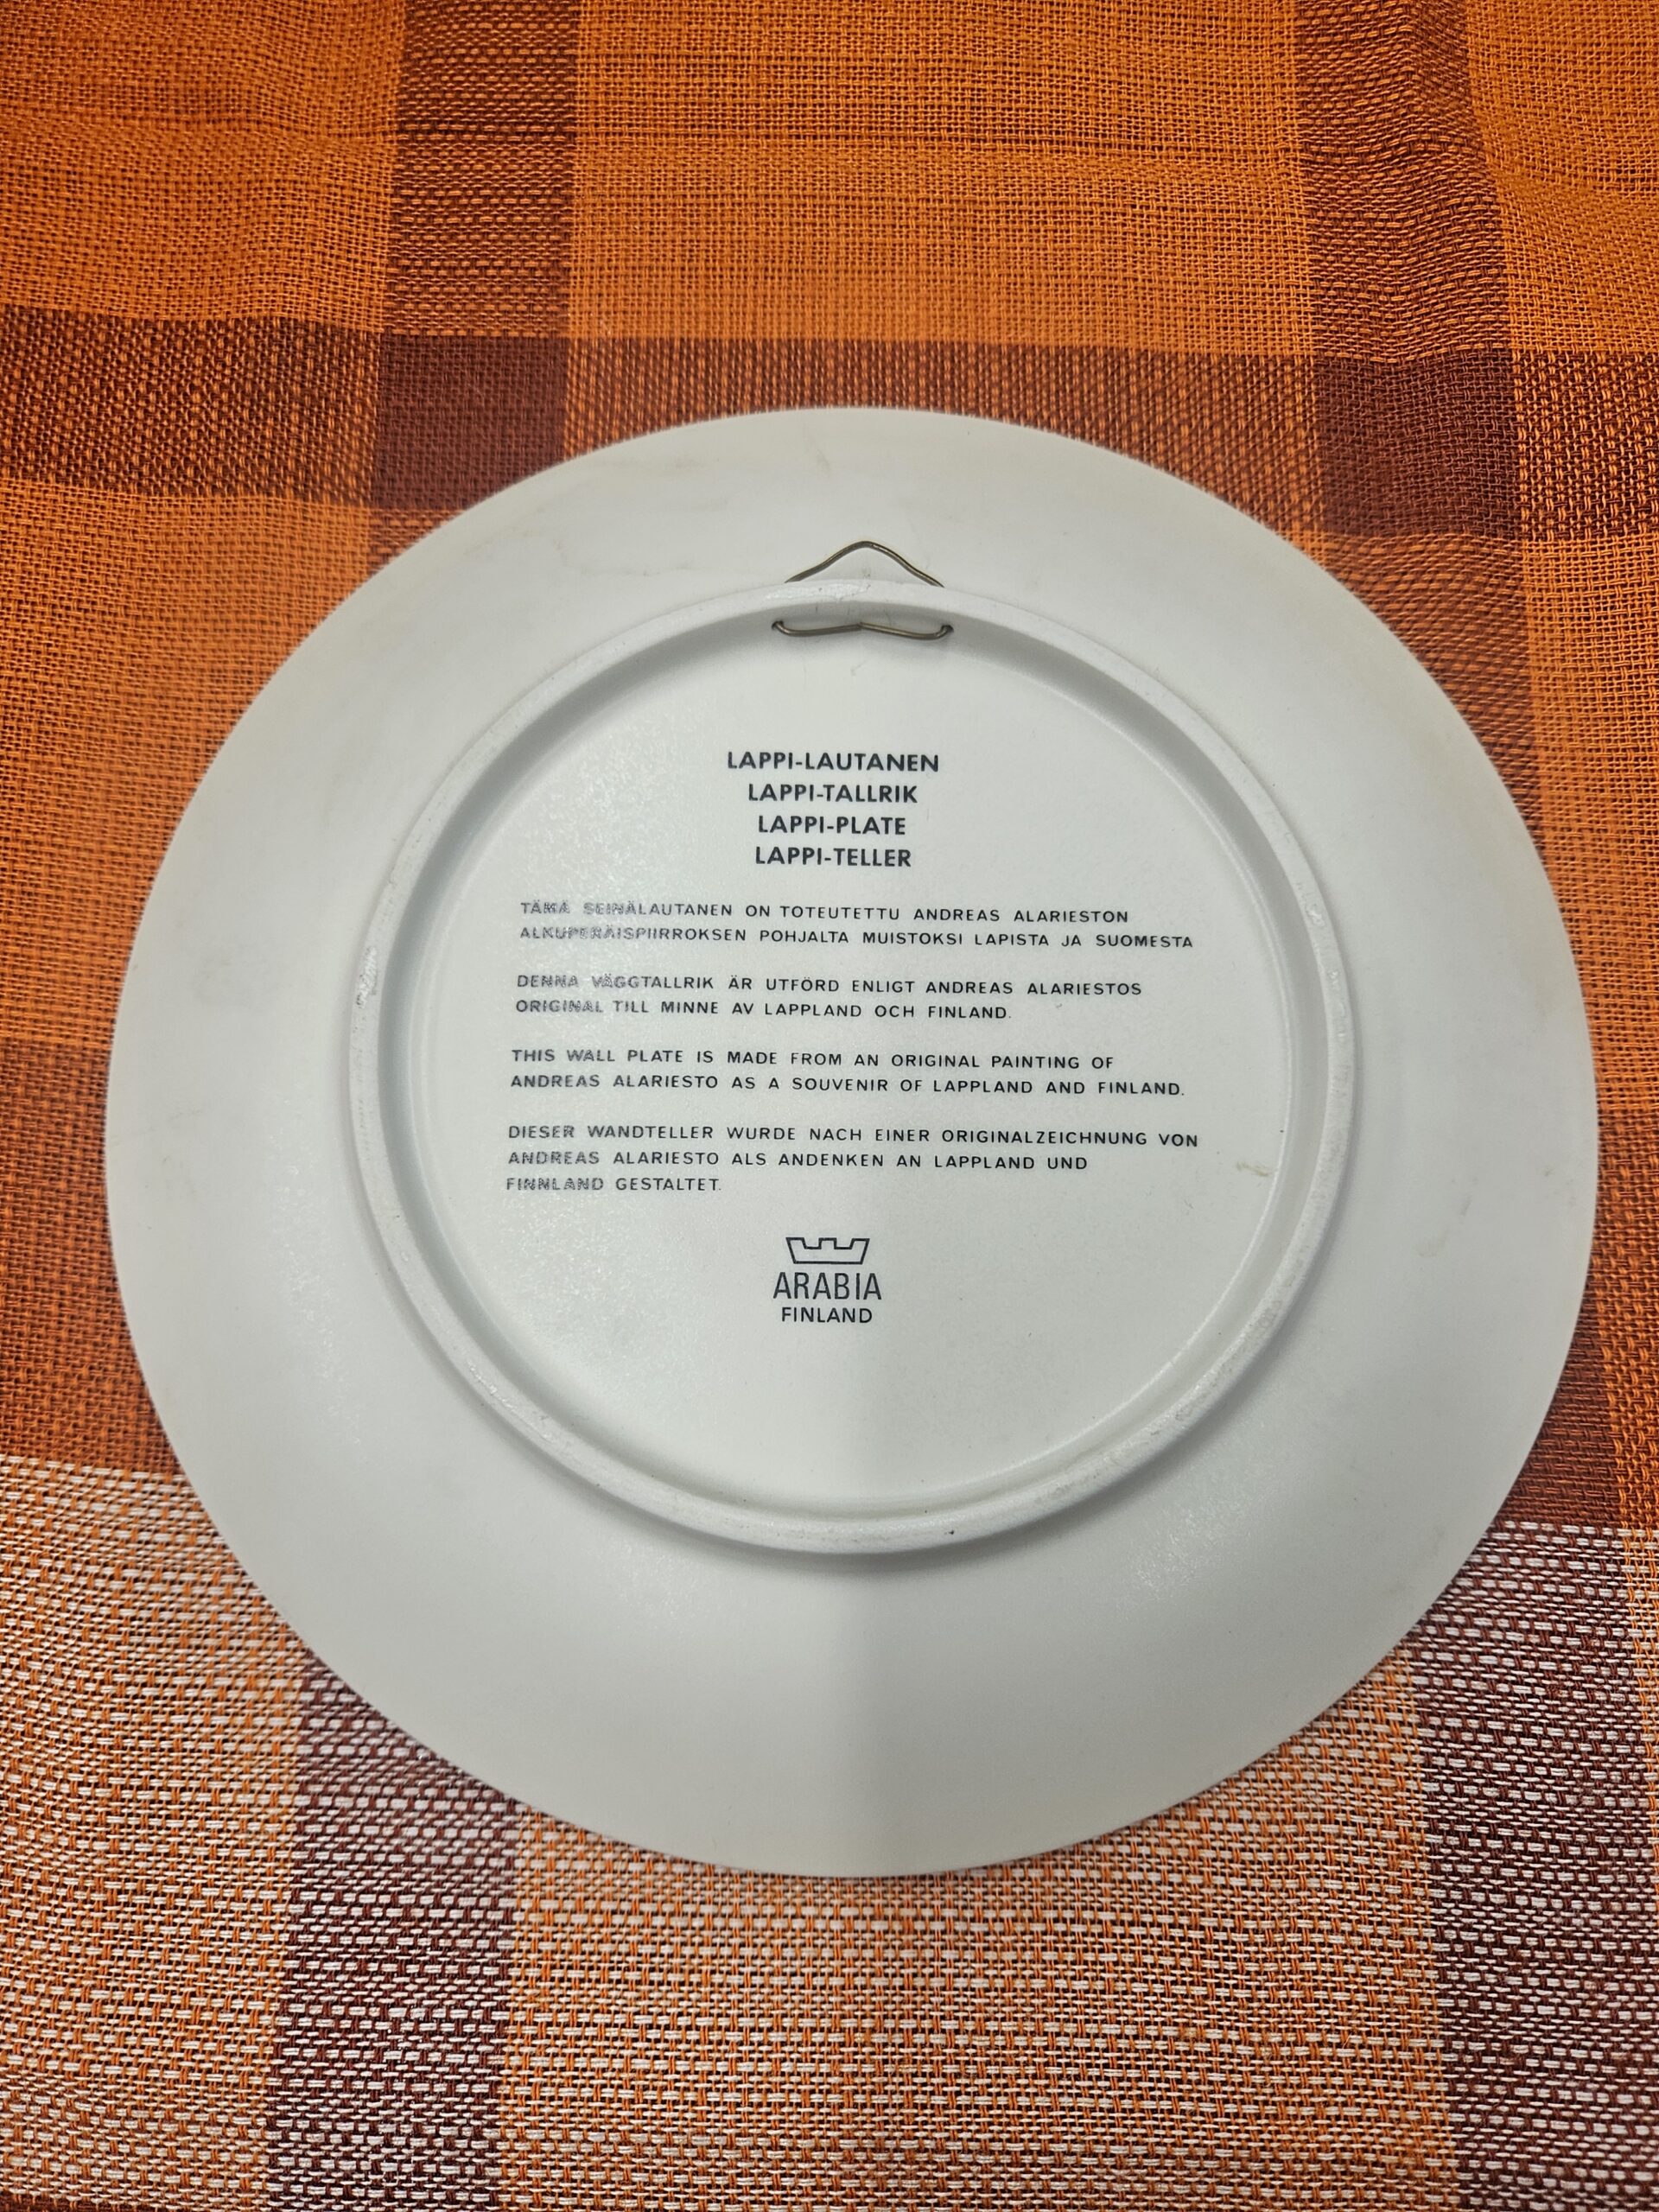 LAPPI-LAUTANEN
LAPPI-TALLRIK
LAPPI-PLATE
LAPPI-TELLER
TÄMÄ SEINÄLAUTANEN ON TOTEUTETTU ANDREAS ALARIESTON
ALKUPERÄISPIIRROKSEN POHJALTA MUISTOKSI LAPISTA JA SUOMESTA
DENNA VÄGGTALLRIK ÄR UTFÖRD ENLIGT ANDREAS ALARIESTOS
ORIGINAL TILL MINNE AV LAPPLAND OCH FINLAND.
THIS WALL PLATE IS MADE FROM AN ORIGINAL PAINTING OF
ANDREAS ALARIESTO AS A SOUVENIR OF LAPPLAND AND FINLAND.
DIESER WANDTELLER WURDE NACH EINER ORIGINALZEICHNUNG VON
ANDREAS ALARIESTO ALS ANDENKEN AN LAPPLAND UND
FINNLAND GESTALTET.
ARABIA
FINLAND